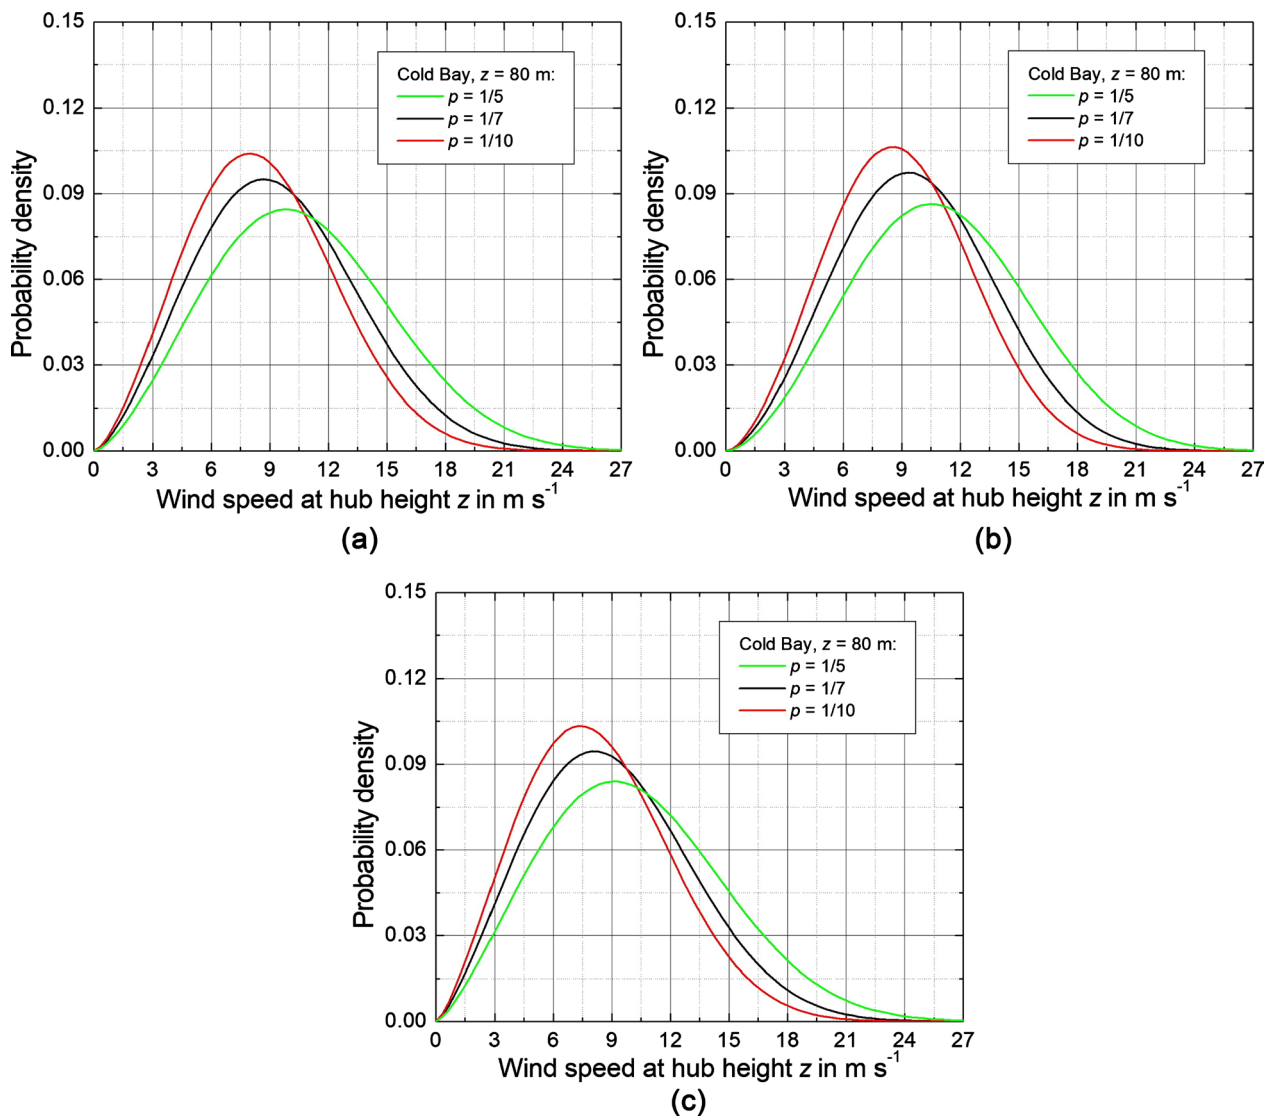 0.15
0.12
0.09
0.06
0.03
0.00
Probability density
Cold Bay, z = 80 m:
p = 1/5
p = 1/7
p = 1/10
0 3 6 9 12 15 18 21 24 27
Wind speed at hub height z in m s⁻¹
(a)
0.15
0.12
0.09
0.06
0.03
0.00
Probability density
Cold Bay, z = 80 m:
p = 1/5
p = 1/7
p = 1/10
0 3 6 9 12 15 18 21 24 27
Wind speed at hub height z in m s⁻¹
(b)
0.15
0.12
0.09
0.06
0.03
0.00
Probability density
Cold Bay, z = 80 m:
p = 1/5
p = 1/7
p = 1/10
0 3 6 9 12 15 18 21 24 27
Wind speed at hub height z in m s⁻¹
(c)